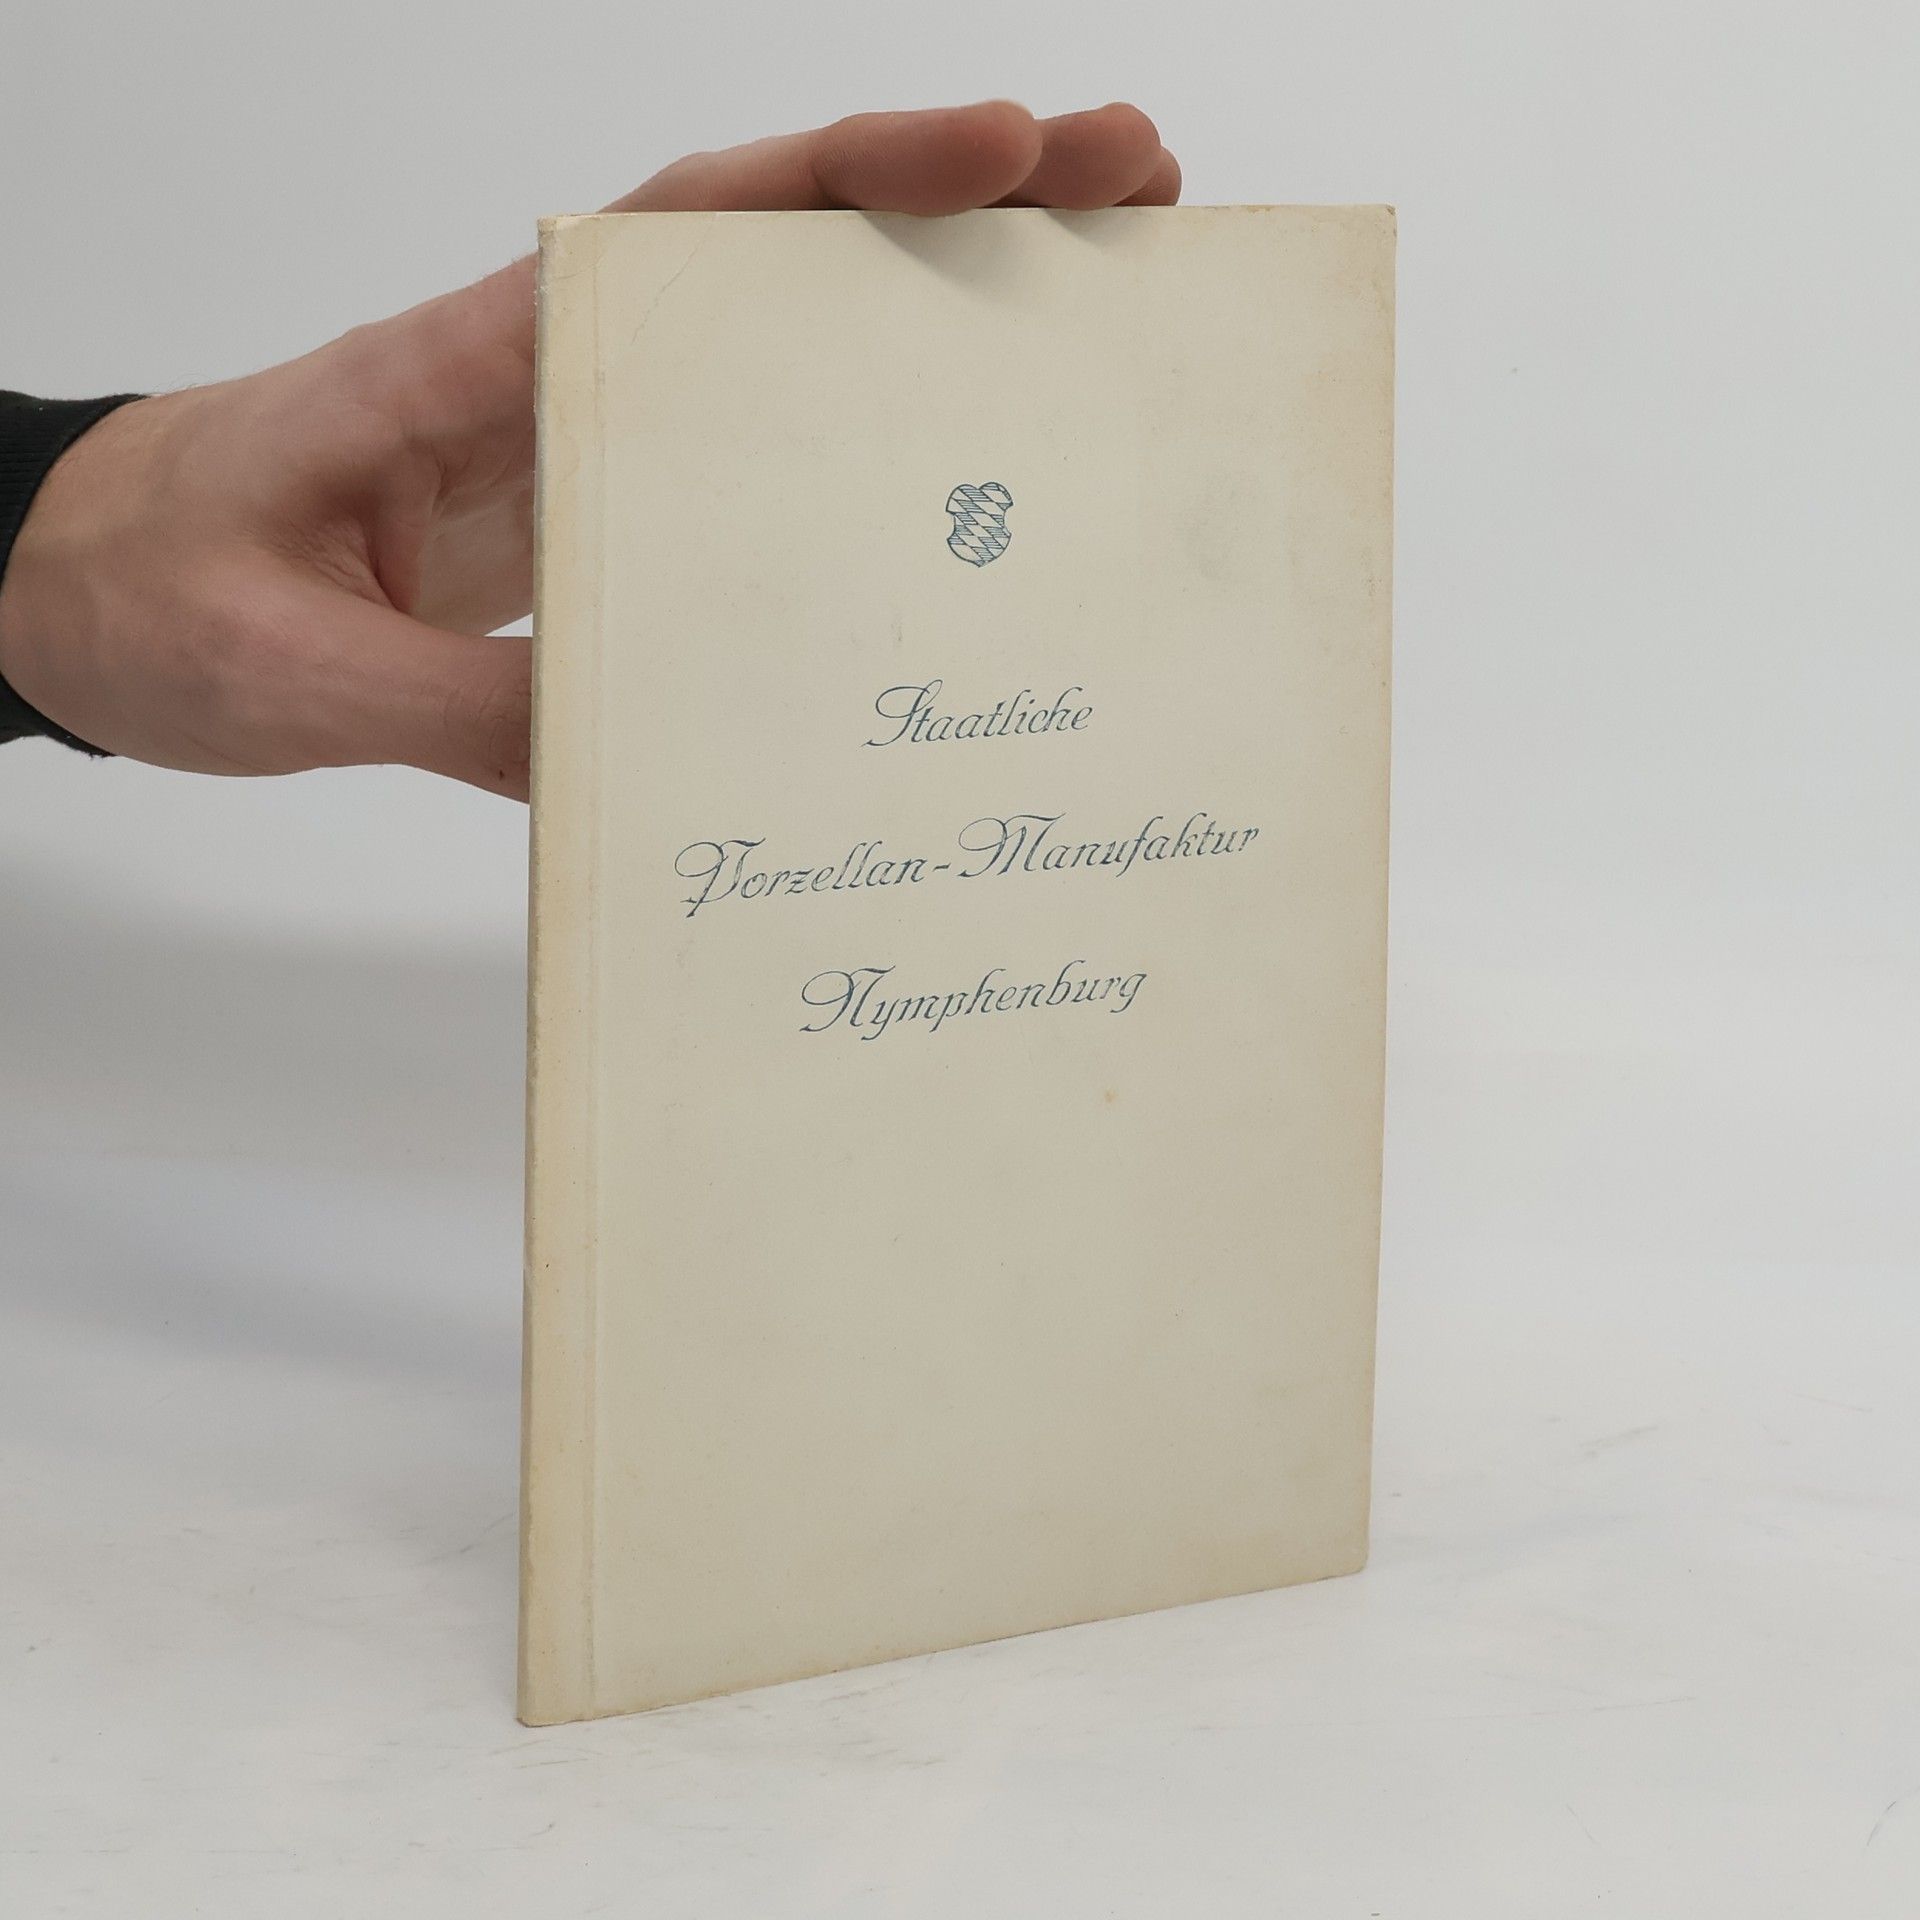 Staatliche
Porzellan-Manufaktur
Nymphenburg